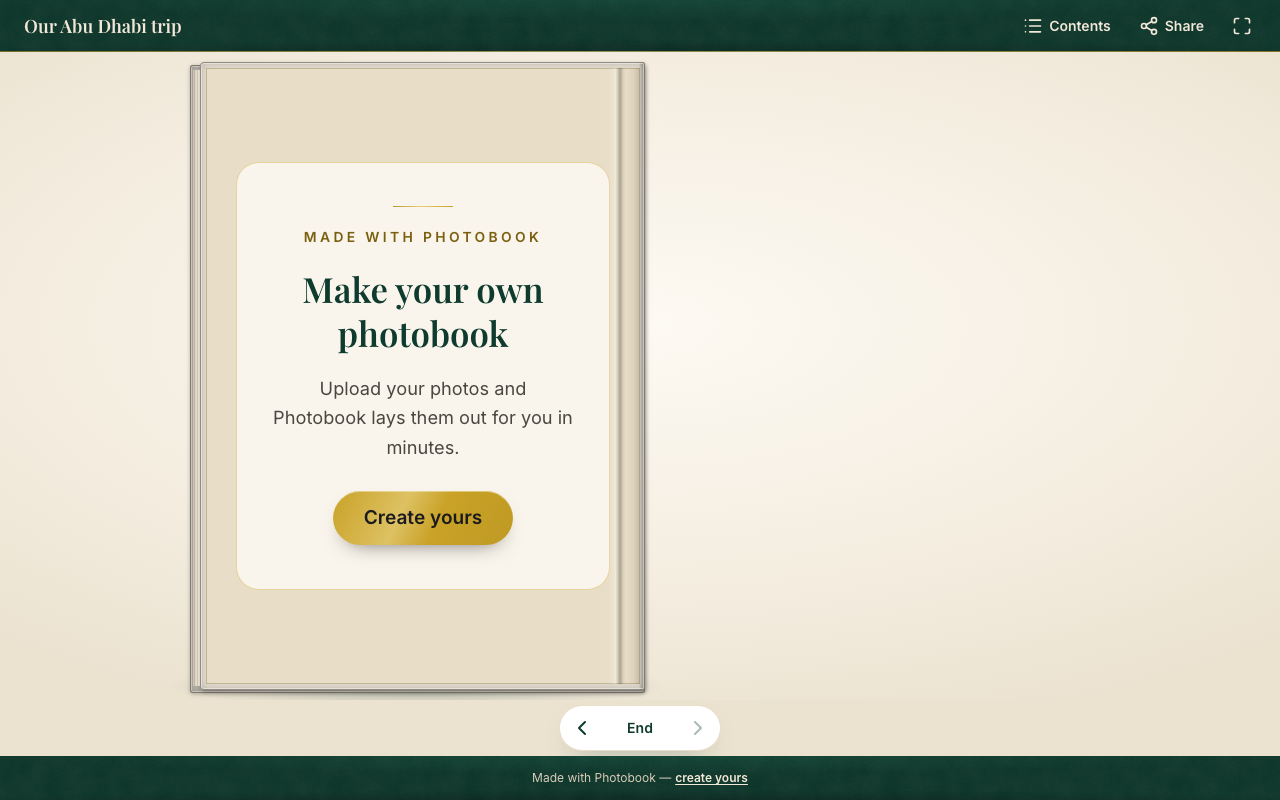 Our Abu Dhabi trip
Contents
Share
MADE WITH PHOTOBOOK
Make your own
photobook
Upload your photos and
Photobook lays them out for you in
minutes.
Create yours
End
Made with Photobook — create yours